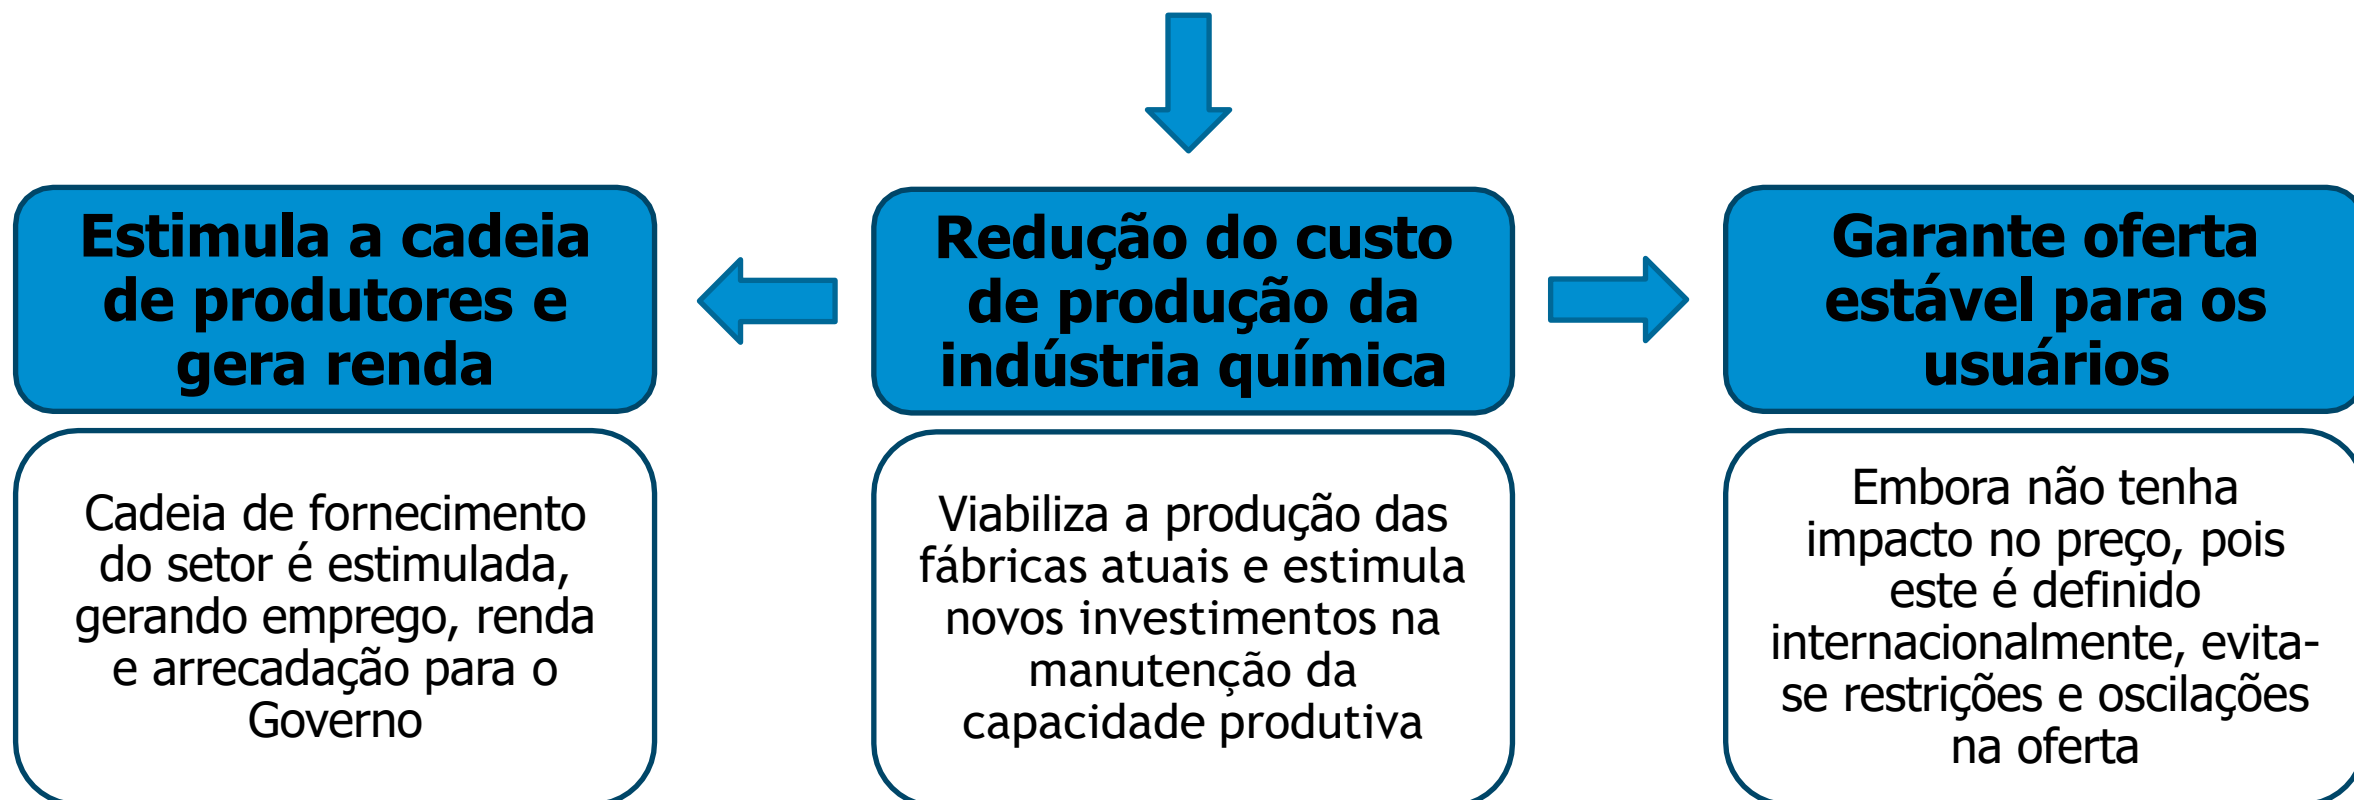 Estimula a cadeia
de produtores e
gera renda
Cadeia de fornecimento
do setor é estimulada,
gerando emprego, renda
e arrecadação para o
Governo
Redução do custo
de produção da
indústria química
Viabiliza a produção das
fábricas atuais e estimula
novos investimentos na
manutenção da
capacidade produtiva
Garante oferta
estável para os
usuários
Embora não tenha
impacto no preço, pois
este é definido
internacionalmente, evita-
se restrições e oscilações
na oferta